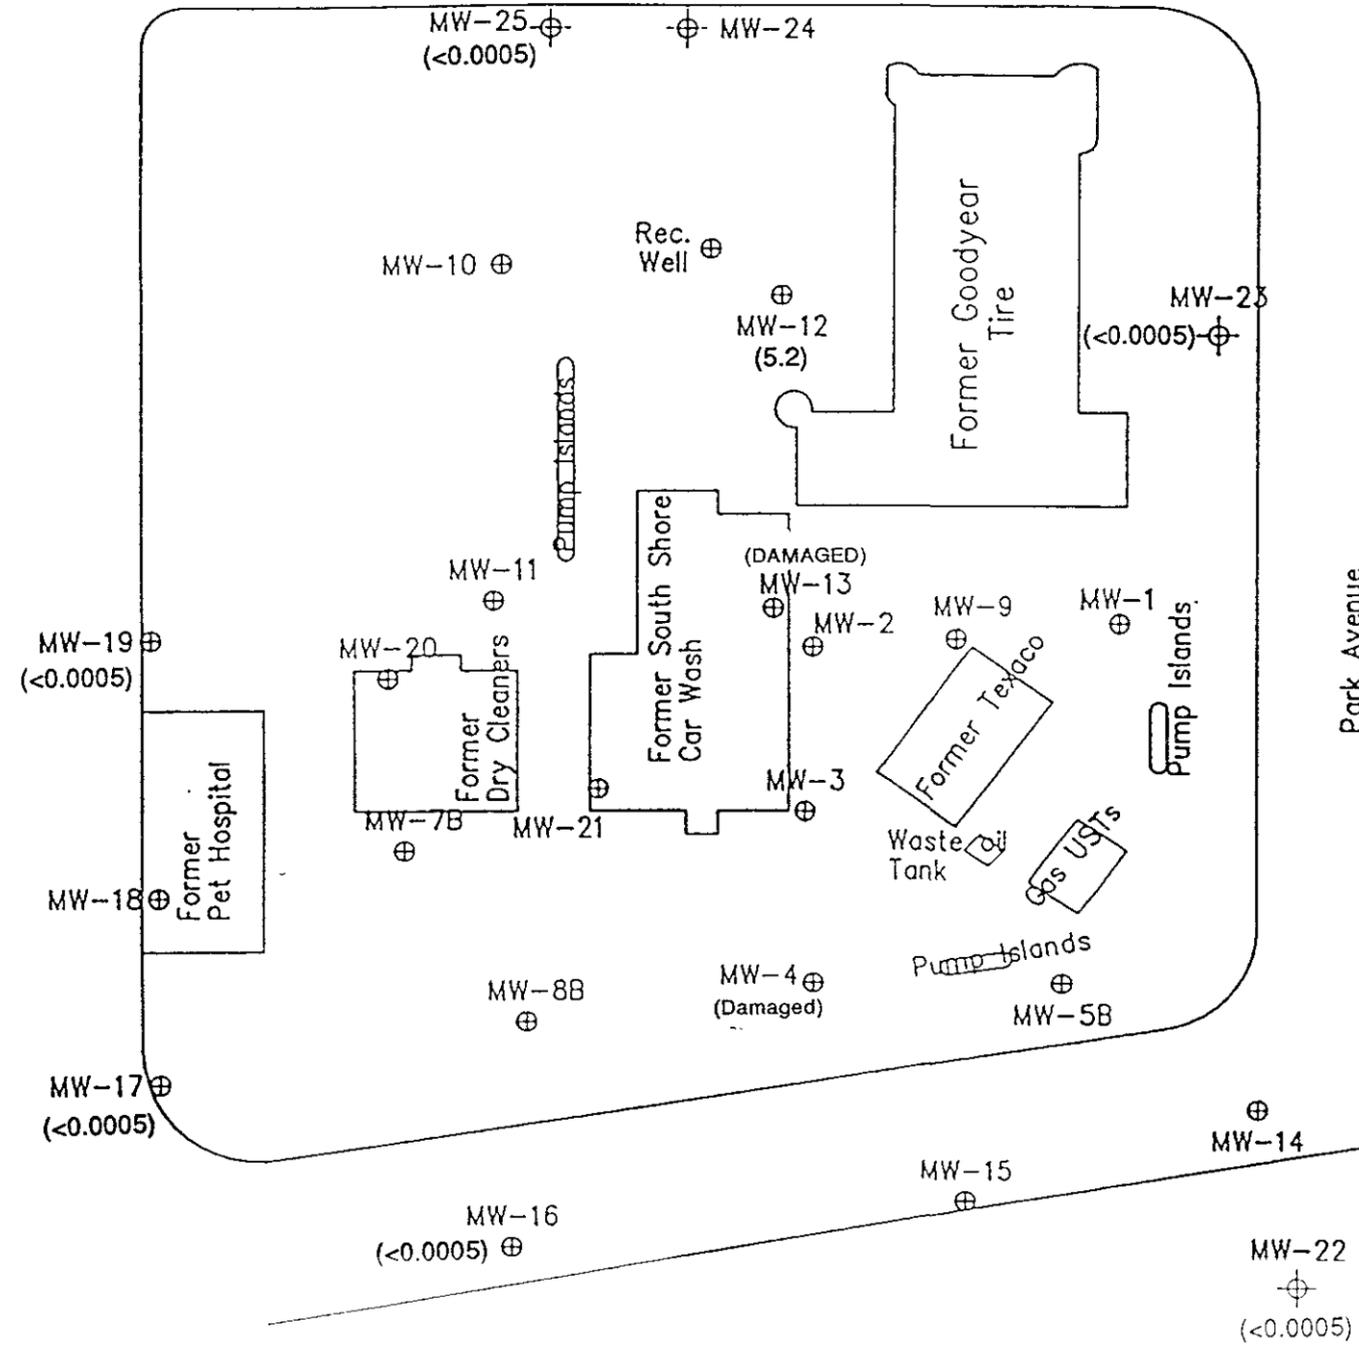 MW-25
(<0.0005)
MW-24
Rec.
Well
MW-10
MW-12
(5.2)
Former Goodyear
Tire
MW-23
(<0.0005)
Pump Islands
MW-11
(DAMAGED)
MW-13
MW-2
MW-9
MW-1
Park Avenue
MW-19
(<0.0005)
MW-20
Former
Dry Cleaners
Former South Shore
Car Wash
Former Texaco
Pump Islands
MW-3
MW-7B
MW-21
Waste Oil
Tank
Gas USTs
Former
Pet Hospital
MW-18
Pump Islands
MW-4
(Damaged)
MW-8B
MW-5B
MW-17
(<0.0005)
MW-14
MW-15
MW-16
(<0.0005)
MW-22
(<0.0005)